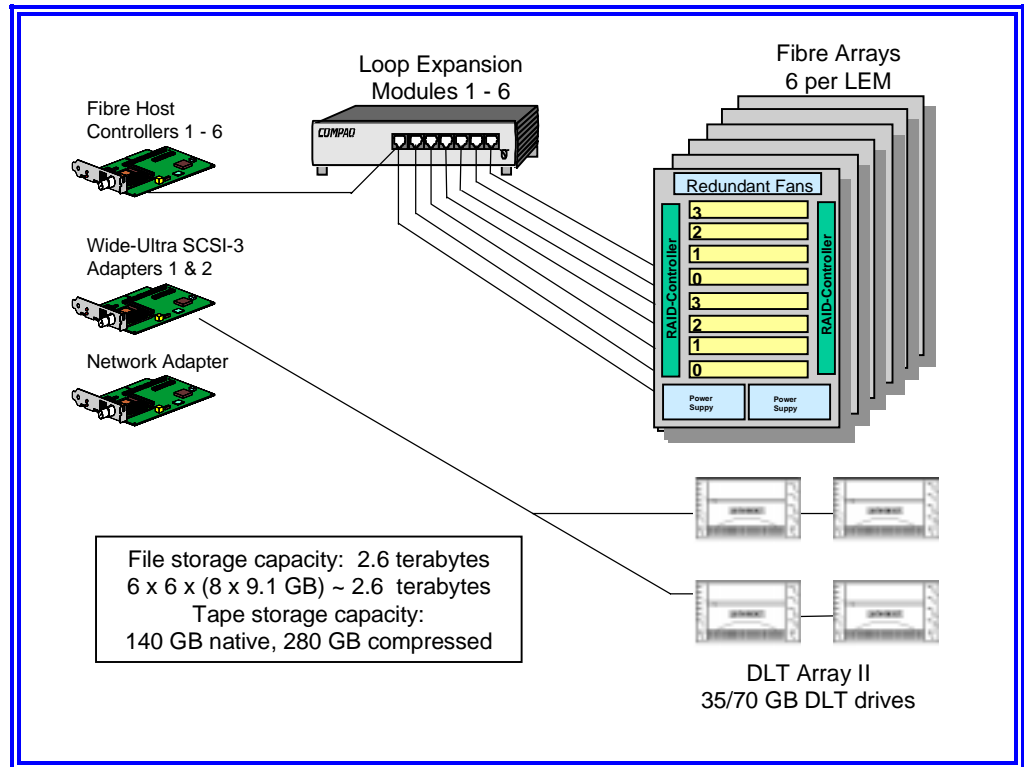 Loop Expansion
Modules 1 - 6
Fibre Arrays
6 per LEM
Fibre Host
Controllers 1 - 6
COMPAQ
Redundant Fans
RAID-Controller
3
2
1
0
3
2
1
0
RAID-Controller
Power
Suppy
Power
Suppy
Wide-Ultra SCSI-3
Adapters 1 & 2
Network Adapter
File storage capacity:  2.6 terabytes
6 x 6 x (8 x 9.1 GB) ~ 2.6  terabytes
Tape storage capacity:
140 GB native, 280 GB compressed
DLT Array II
35/70 GB DLT drives